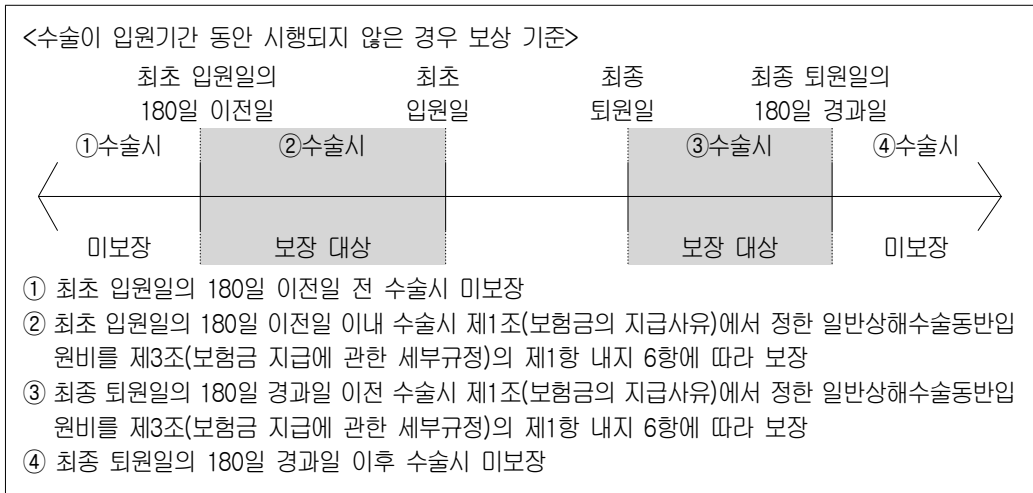 <수술이 입원기간 동안 시행되지 않은 경우 보상 기준>
최초 입원일의 최초 최종 최종 퇴원일의
180일 이전일 입원일 퇴원일 180일 경과일
①수술시 ②수술시 ③수술시 ④수술시
미보장 보장 대상 보장 대상 미보장
① 최초 입원일의 180일 이전일 전 수술시 미보장
② 최초 입원일의 180일 이전일 이내 수술시 제1조(보험금의 지급사유)에서 정한 일반상해수술동반입
원비를 제3조(보험금 지급에 관한 세부규정)의 제1항 내지 6항에 따라 보장
③ 최종 퇴원일의 180일 경과일 이전 수술시 제1조(보험금의 지급사유)에서 정한 일반상해수술동반입
원비를 제3조(보험금 지급에 관한 세부규정)의 제1항 내지 6항에 따라 보장
④ 최종 퇴원일의 180일 경과일 이후 수술시 미보장